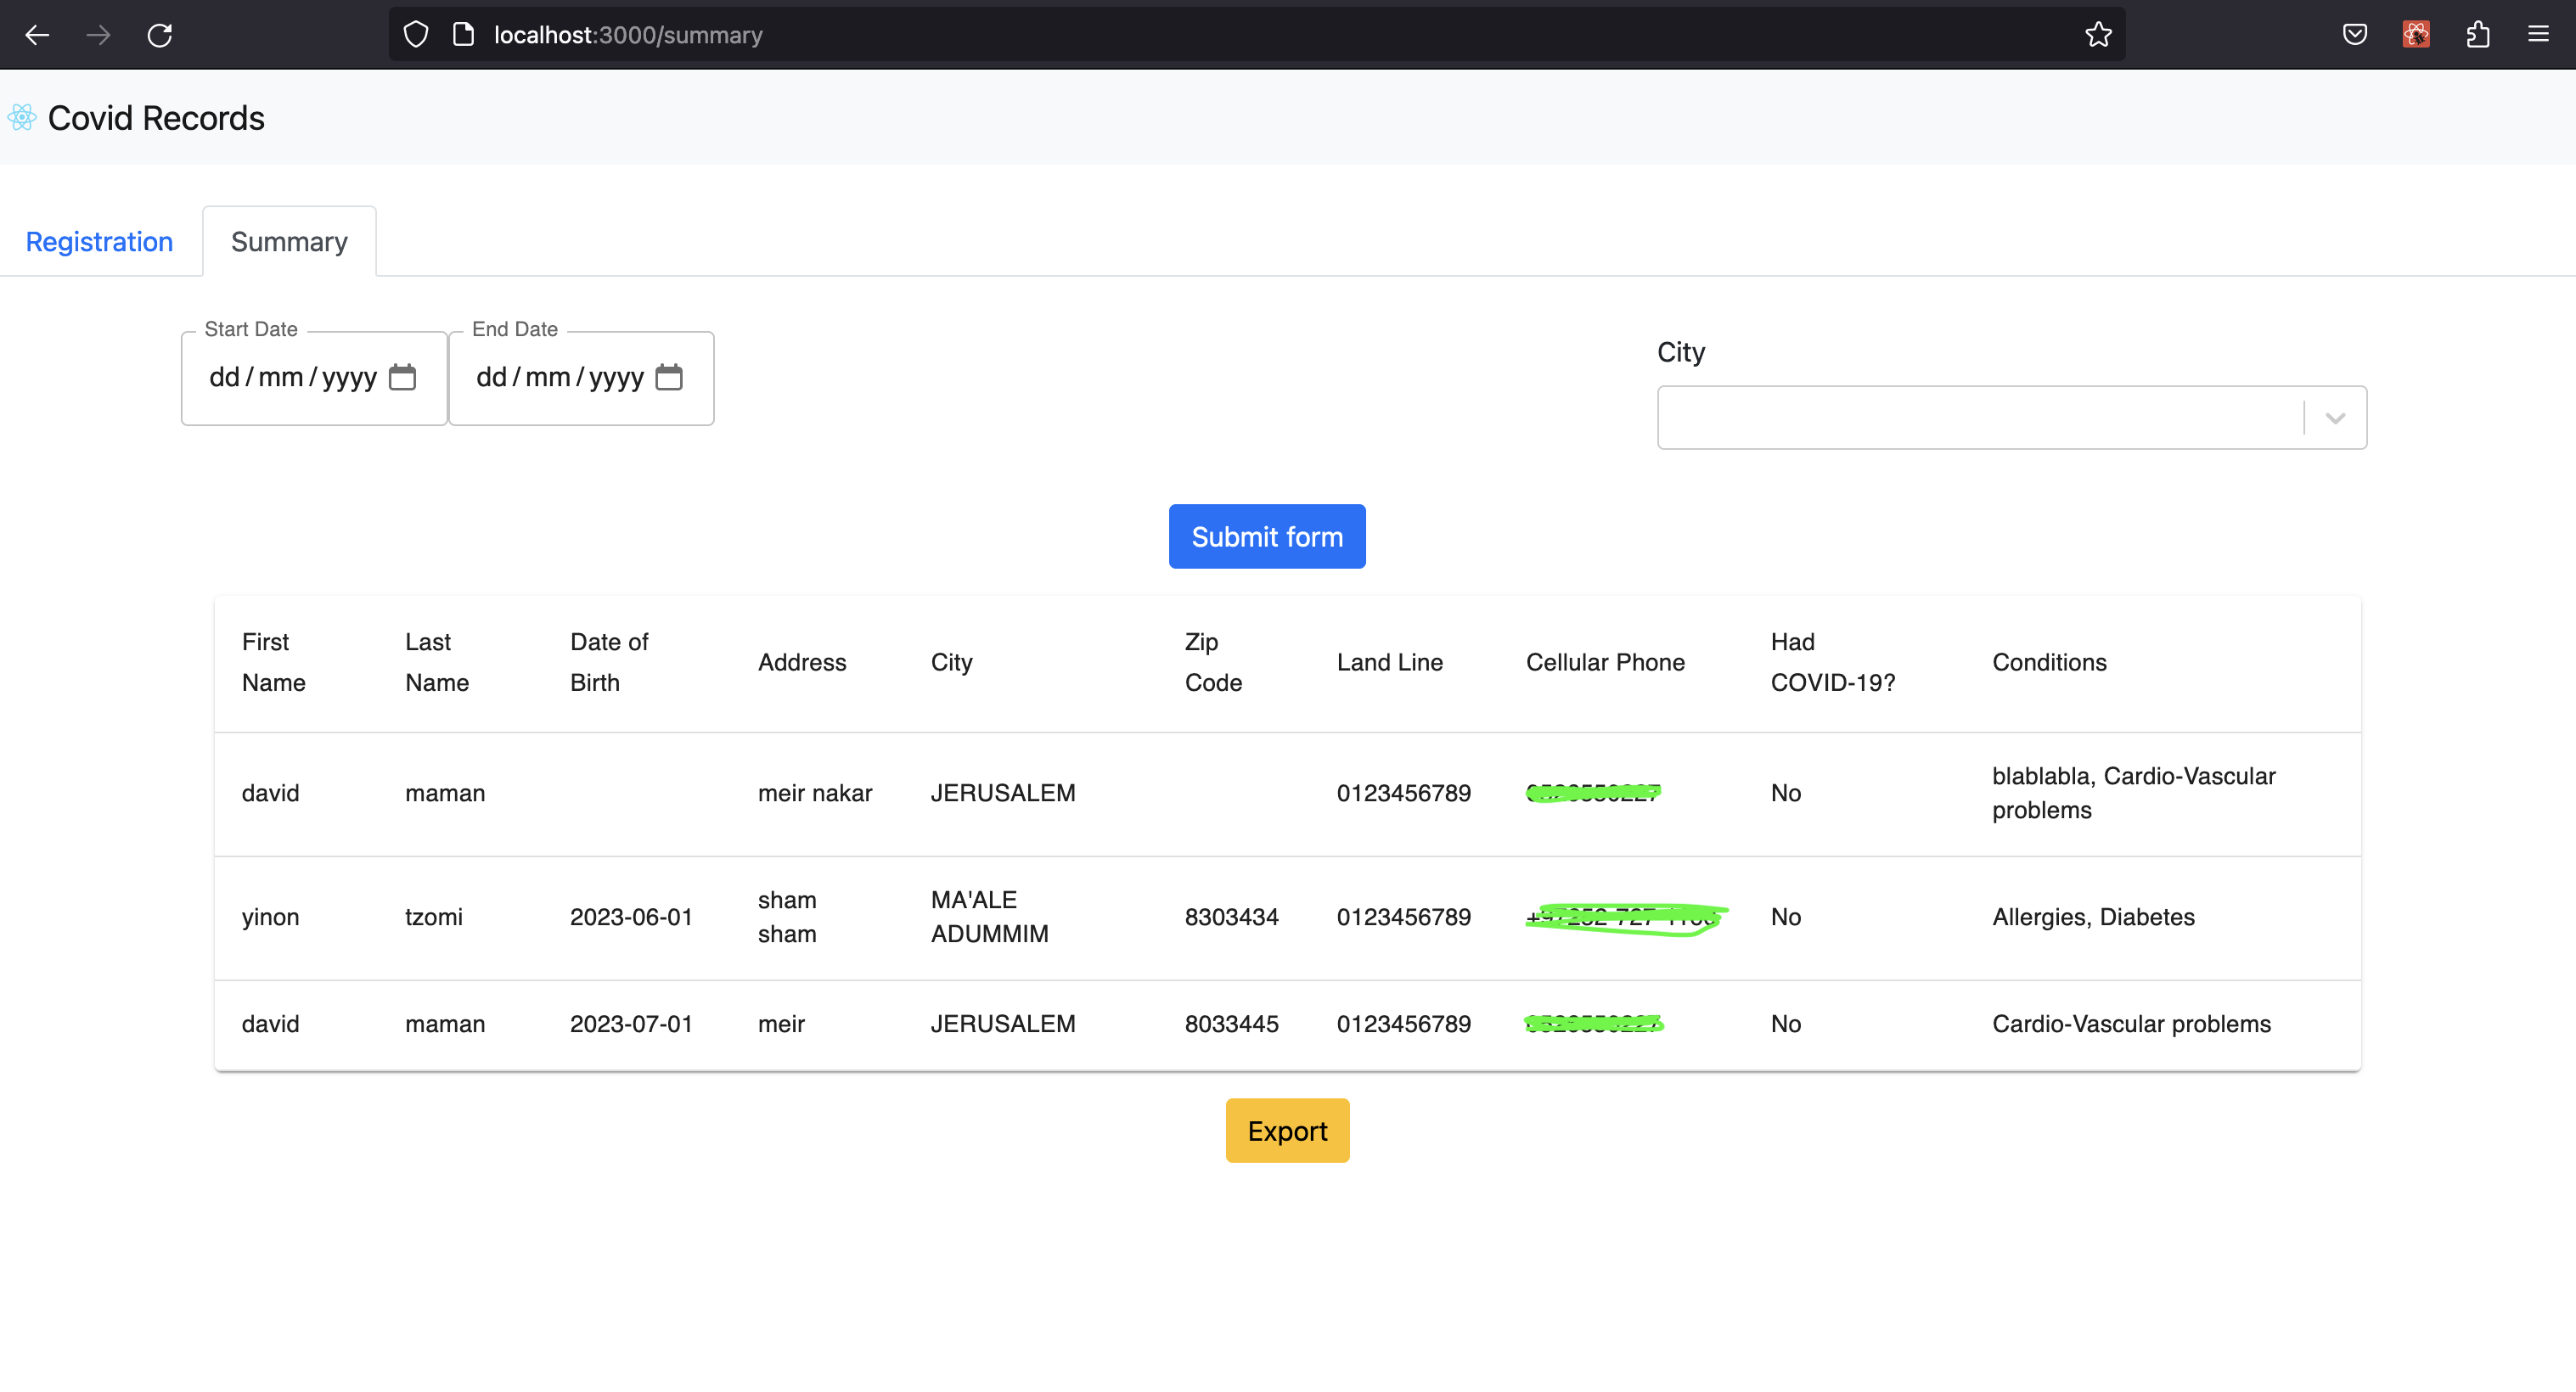 localhost:3000/summary
Covid Records
Registration Summary
Start Date End Date
dd/mm/yyyy dd/mm/yyyy
City
Submit form
First Name Last Name Date of Birth Address City Zip Code Land Line Cellular Phone Had COVID-19? Conditions
david maman meir nakar JERUSALEM 0123456789 No blablabla, Cardio-Vascular problems
yinon tzomi 2023-06-01 sham sham MA'ALE ADUMMIM 8303434 0123456789 No Allergies, Diabetes
david maman 2023-07-01 meir JERUSALEM 8033445 0123456789 No Cardio-Vascular problems
Export